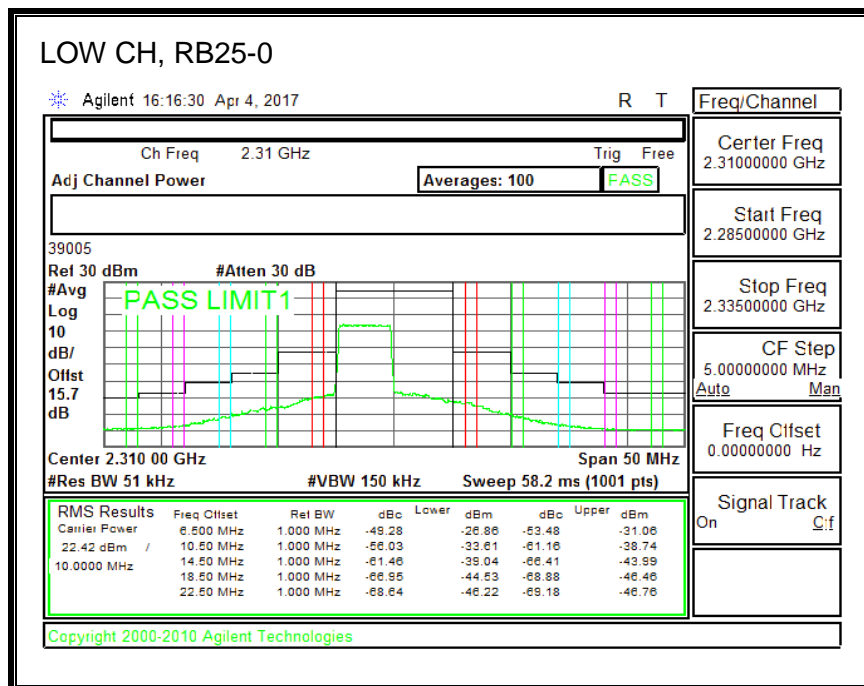 LOW CH, RB25-0
Agilent 16:16:30 Apr 4, 2017 R T
Freq/Channel
Ch Freq 2.31 GHz Trig Free
Adj Channel Power Averages: 100 PASS
Center Freq
2.31000000 GHz
Start Freq
2.28500000 GHz
Stop Freq
2.33500000 GHz
CF Step
5.00000000 MHz
Auto Man
Freq Offset
0.00000000 Hz
Signal Track
On Off
39005
Ref 30 dBm #Atten 30 dB
#Avg
Log
10
dB/
Offst
15.7
dB
PASS LIMIT1
Center 2.310 00 GHz Span 50 MHz
#Res BW 51 kHz #VBW 150 kHz Sweep 58.2 ms (1001 pts)
RMS Results Freq Offset Ref BW dBc Lower dBm dBc Upper dBm
Carrier Power 6.500 MHz 1.000 MHz -49.28 -26.86 -53.48 -31.06
22.42 dBm / 10.50 MHz 1.000 MHz -56.03 -33.61 -61.16 -38.74
10.0000 MHz 14.50 MHz 1.000 MHz -61.46 -39.04 -66.41 -43.99
18.50 MHz 1.000 MHz -66.95 -44.53 -68.88 -46.46
22.50 MHz 1.000 MHz -68.64 -46.22 -69.18 -46.76
Copyright 2000-2010 Agilent Technologies